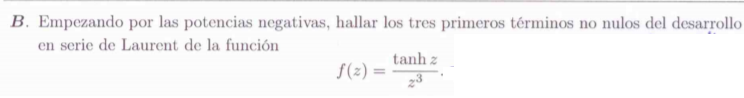 B. Empezando por las potencias negativas, hallar los tres primeros términos no nulos del desarrollo
en serie de Laurent de la función
f(z) = tanh z / z³.